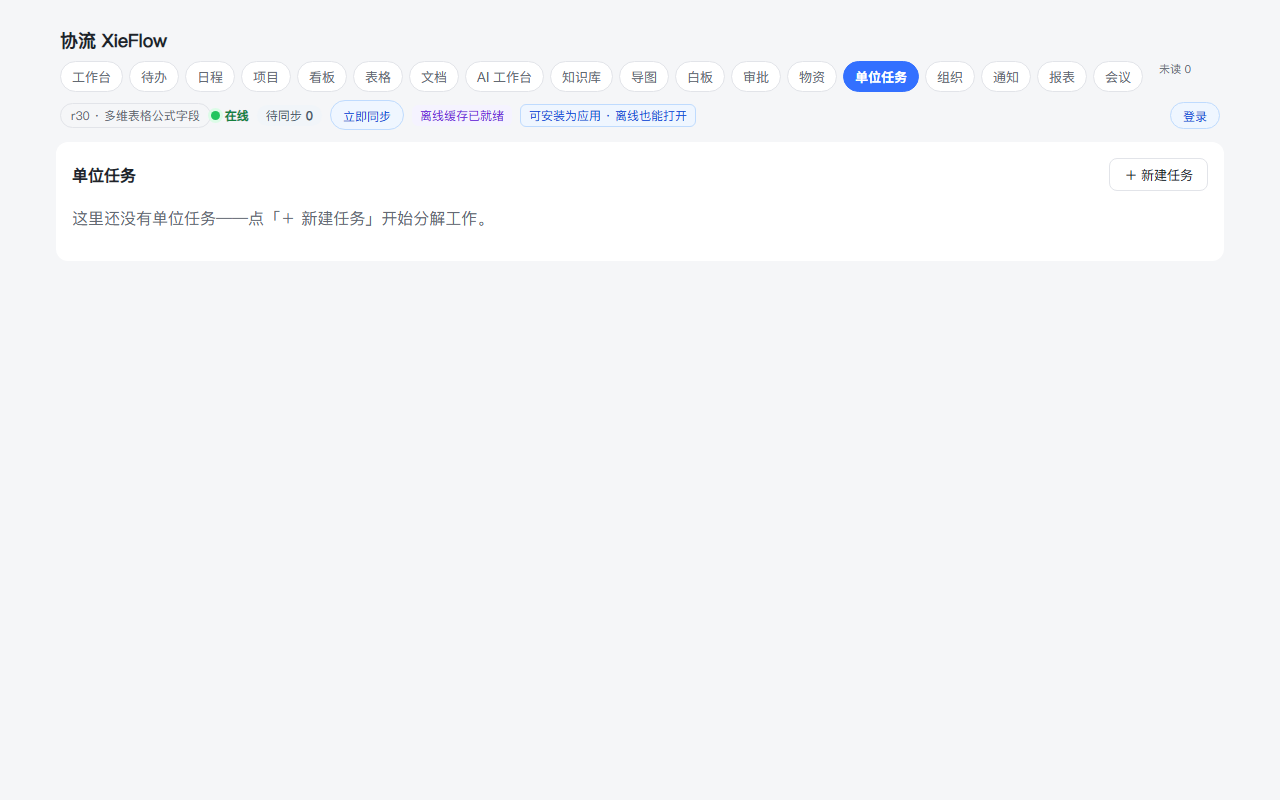 协流 XieFlow
工作台 待办 日程 项目 看板 表格 文档 AI 工作台 知识库 导图 白板 审批 物资 单位任务 组织 通知 报表 会议 未读 0
r30 · 多维表格公式字段 在线 待同步 0 立即同步 离线缓存已就绪 可安装为应用 · 离线也能打开 登录
单位任务 ＋ 新建任务
这里还没有单位任务——点「＋ 新建任务」开始分解工作。